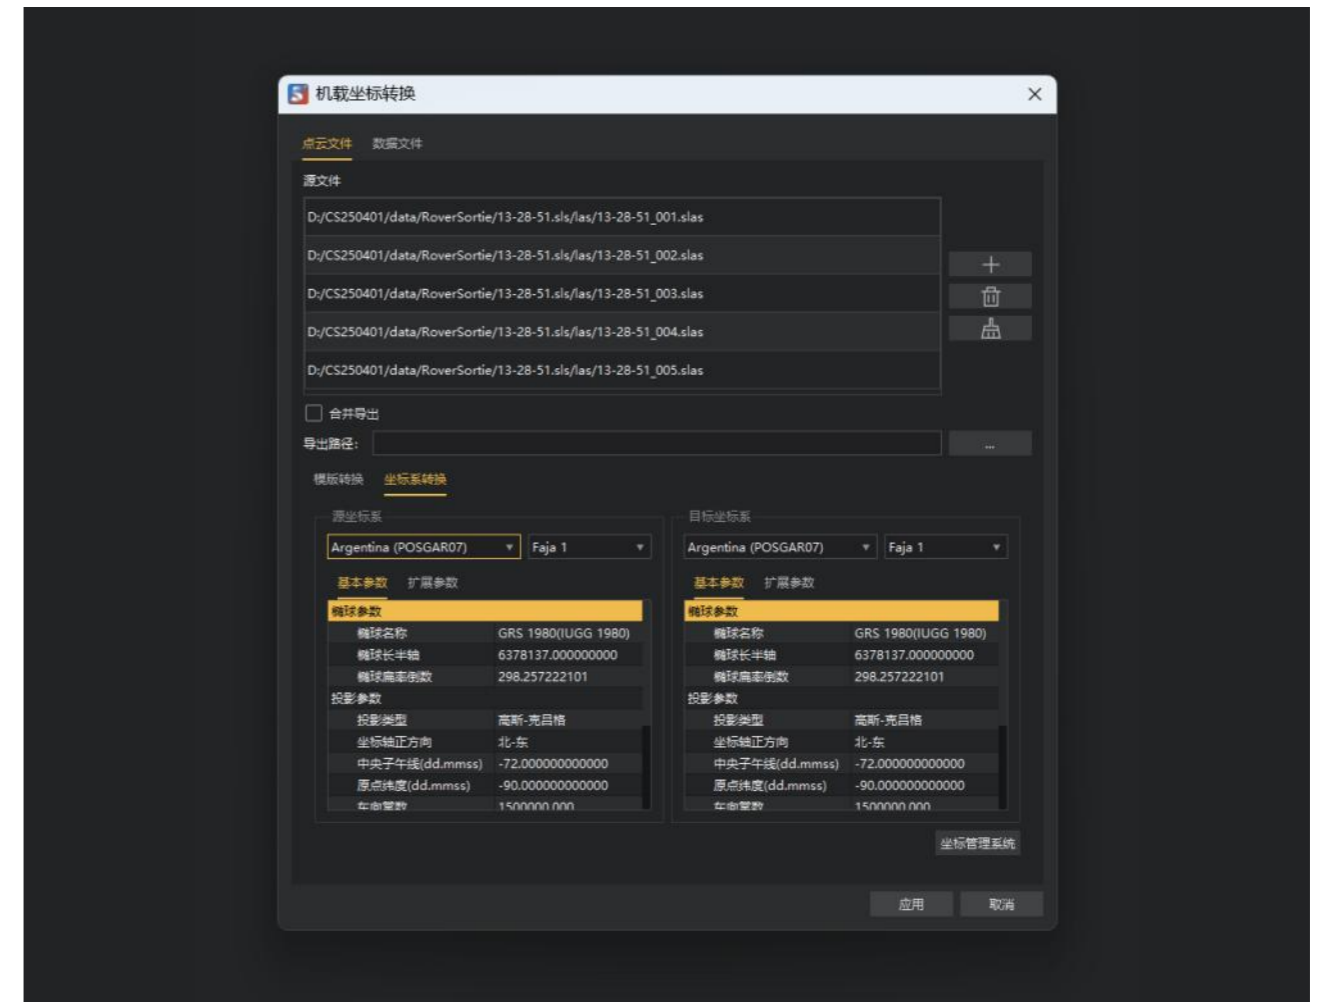 机载坐标转换
点云文件 数据文件
源文件
D:/CS250401/data/RoverSortie/13-28-51.sls/las/13-28-51_001.slas
D:/CS250401/data/RoverSortie/13-28-51.sls/las/13-28-51_002.slas
D:/CS250401/data/RoverSortie/13-28-51.sls/las/13-28-51_003.slas
D:/CS250401/data/RoverSortie/13-28-51.sls/las/13-28-51_004.slas
D:/CS250401/data/RoverSortie/13-28-51.sls/las/13-28-51_005.slas
合并导出
导出路径: ...
模版转换 坐标系转换
源坐标系 目标坐标系
Argentina (POSGAR07) Faja 1 Argentina (POSGAR07) Faja 1
基本参数 扩展参数 基本参数 扩展参数
椭球参数 椭球参数
椭球名称 GRS 1980(IUGG 1980) 椭球名称 GRS 1980(IUGG 1980)
椭球长半轴 6378137.000000000 椭球长半轴 6378137.000000000
椭球扁率倒数 298.257222101 椭球扁率倒数 298.257222101
投影参数 投影参数
投影类型 高斯-克吕格 投影类型 高斯-克吕格
坐标轴正方向 北-东 坐标轴正方向 北-东
中央子午线(dd.mmss) -72.000000000000 中央子午线(dd.mmss) -72.000000000000
原点纬度(dd.mmss) -90.000000000000 原点纬度(dd.mmss) -90.000000000000
东向常数 1500000.000 东向常数 1500000.000
坐标管理系统
应用 取消